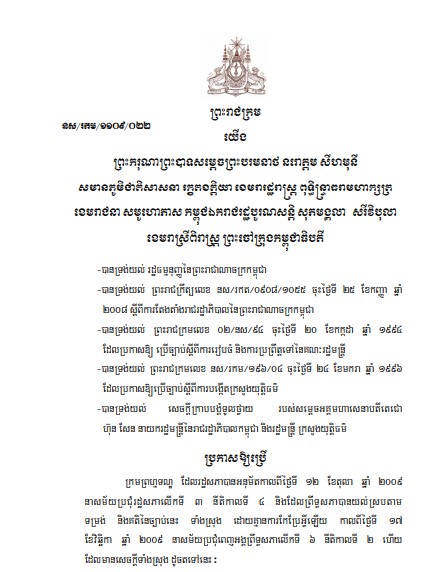 ព្រះរាជក្រម
នស/រកម/១១០៩/០២២
យើង
ព្រះករុណាព្រះបាទសម្តេចព្រះបរមនាថ នរោត្តម សីហមុនី
សមានភូមិជាតិសាសនា រក្ខតខត្តិយា ខេមរារដ្ឋរាស្ត្រ ពុទ្ធិន្ទ្រាធរាមហាក្សត្រ
ខេមរាជនា សមូហោភាស កម្ពុជឯករាជរដ្ឋបូរណសន្តិ សុភមង្គលា សិរីវិបុលា
ខេមរាស្រីពិរាស្ត្រ ព្រះចៅក្រុងកម្ពុជាធិបតី
-បានទ្រង់យល់ រដ្ឋធម្មនុញ្ញនៃព្រះរាជាណាចក្រកម្ពុជា
-បានទ្រង់យល់ ព្រះរាជក្រឹត្យលេខ នស/រកត/០៩០៨/១០៥៥ ចុះថ្ងៃទី ២៥ ខែកញ្ញា ឆ្នាំ
២០០៨ ស្តីពីការតែងតាំងរាជរដ្ឋាភិបាលនៃព្រះរាជាណាចក្រកម្ពុជា
-បានទ្រង់យល់ ព្រះរាជក្រមលេខ ០២/នស/៩៤ ចុះថ្ងៃទី ២០ ខែកក្កដា ឆ្នាំ ១៩៩៤
ដែលប្រកាសឱ្យ ប្រើច្បាប់ស្តីពីការរៀបចំ និងការប្រព្រឹត្តទៅនៃគណៈរដ្ឋមន្ត្រី
-បានទ្រង់យល់ ព្រះរាជក្រមលេខ នស/រកម/១៩៦/០៤ ចុះថ្ងៃទី ២៤ ខែមករា ឆ្នាំ ១៩៩៦
ដែលប្រកាសឱ្យប្រើច្បាប់ស្តីពីការបង្កើតក្រសួងយុត្តិធម៌
-បានទ្រង់យល់ សេចក្តីក្រាបបង្គំទូលថ្វាយ របស់សម្តេចអគ្គមហាសេនាបតីតេជោ
ហ៊ុន សែន នាយករដ្ឋមន្ត្រីនៃរាជរដ្ឋាភិបាលកម្ពុជា និងរដ្ឋមន្ត្រី ក្រសួងយុត្តិធម៌
ប្រកាសឱ្យប្រើ
ក្រមព្រហ្មទណ្ឌ ដែលរដ្ឋសភាបានអនុម័តកាលពីថ្ងៃទី ១២ ខែតុលា ឆ្នាំ ២០០៩
នាសម័យប្រជុំរដ្ឋសភាលើកទី ៣ នីតិកាលទី ៤ និងដែលព្រឹទ្ធសភាបានយល់ស្របតាម
ទម្រង់ និងគតិនៃច្បាប់នេះ ទាំងស្រុង ដោយគ្មានការកែប្រែអ្វីឡើយ កាលពីថ្ងៃទី ១៧
ខែវិច្ឆិកា ឆ្នាំ ២០០៩ នាសម័យប្រជុំពេញអង្គព្រឹទ្ធសភាលើកទី ៦ នីតិកាលទី ២ ហើយ
ដែលមានសេចក្តីទាំងស្រុង ដូចតទៅនេះ :